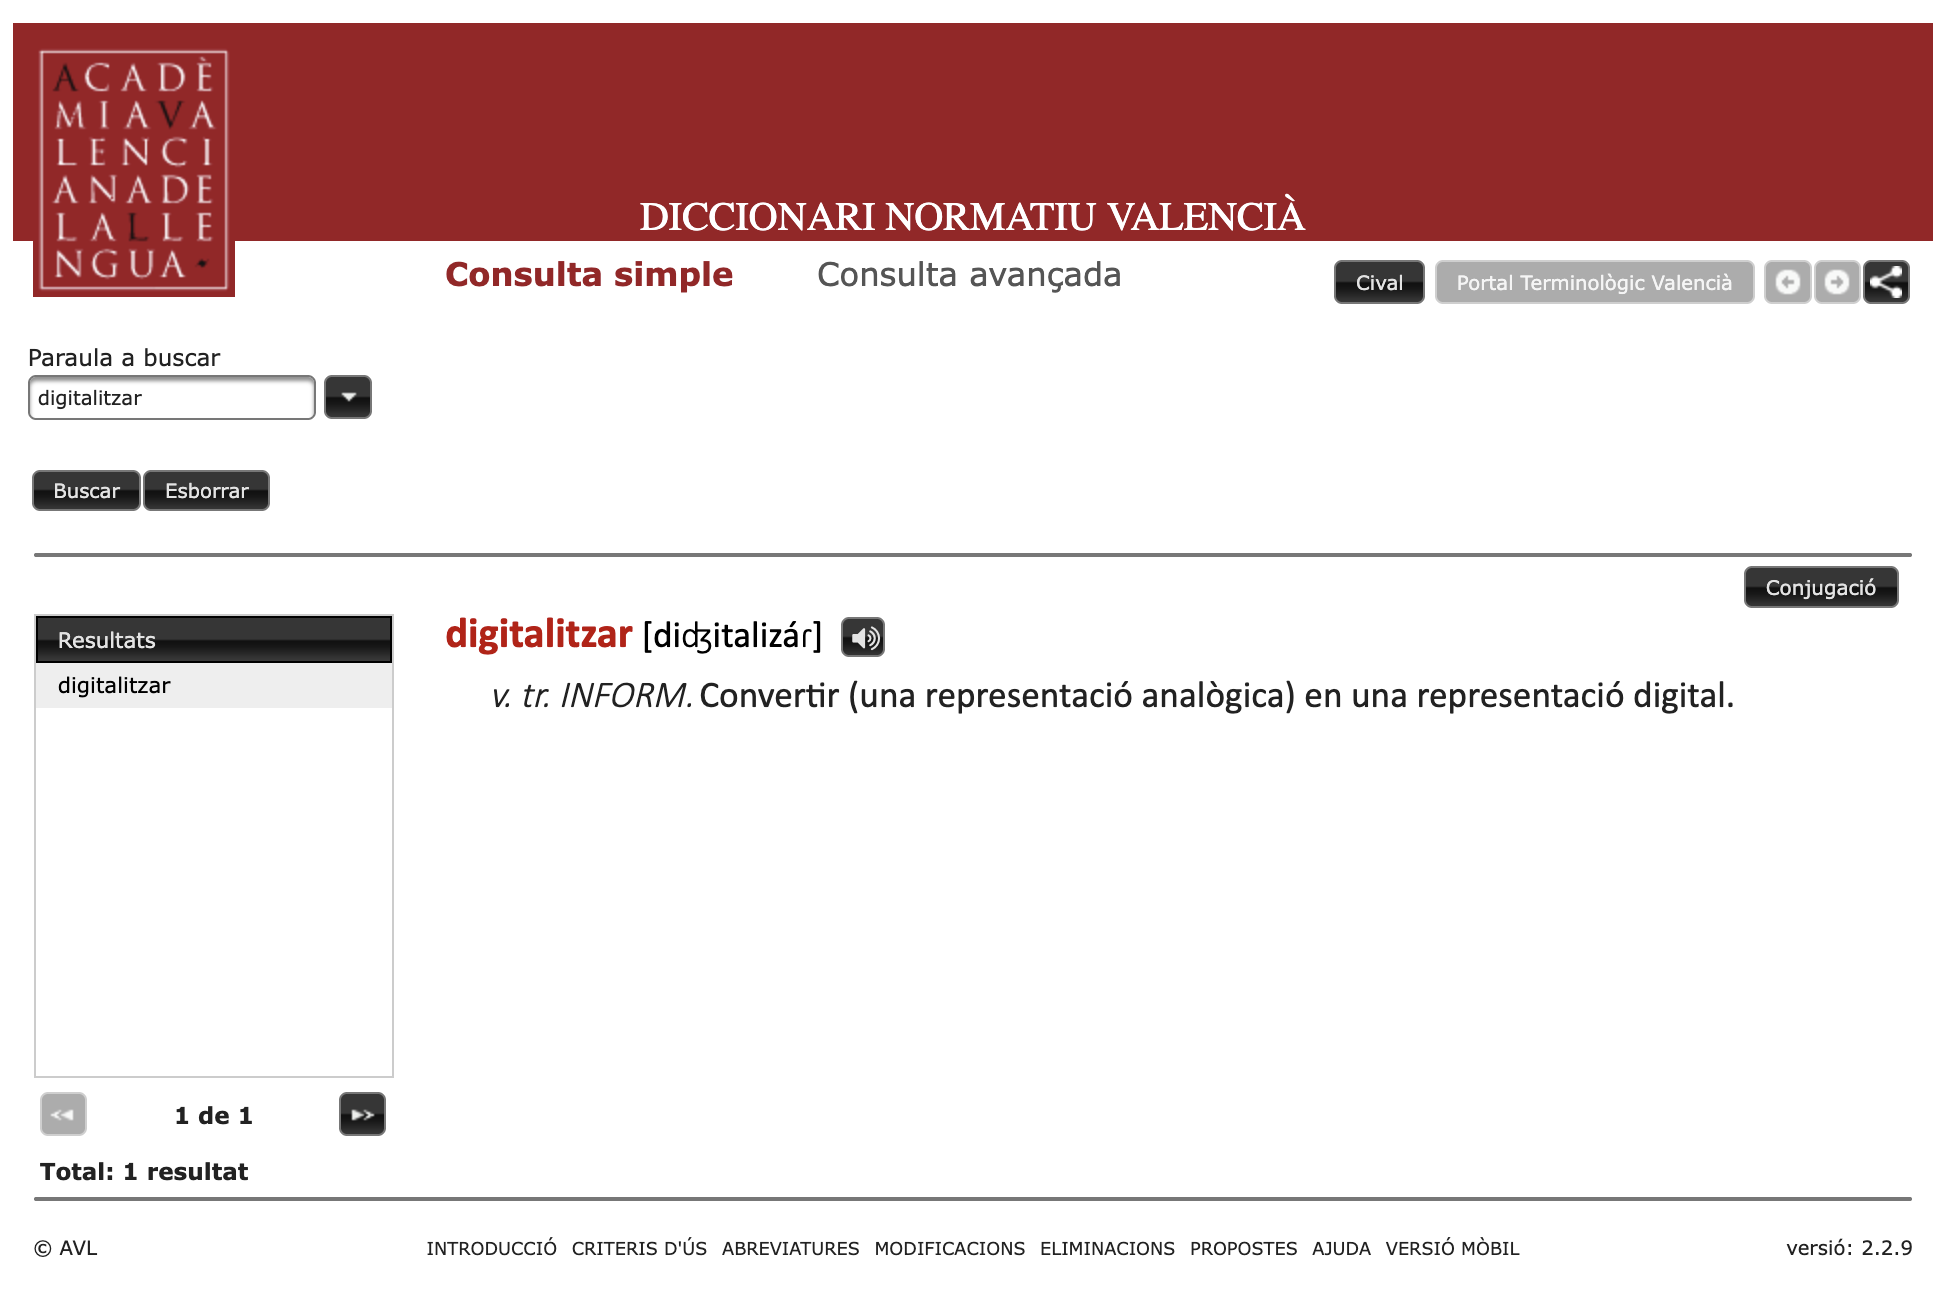 ACADÈ
MIAVA
LENCI
ANADE
LALLE
NGUA
DICCIONARI NORMATIU VALENCIÀ
Consulta simple Consulta avançada Cival Portal Terminològic Valencià
Paraula a buscar
digitalitzar
Buscar Esborrar
Conjugació
Resultats
digitalitzar
digitalitzar [diʤitalizáɾ]
v. tr. INFORM. Convertir (una representació analògica) en una representació digital.
1 de 1
Total: 1 resultat
© AVL INTRODUCCIÓ CRITERIS D'ÚS ABREVIATURES MODIFICACIONS ELIMINACIONS PROPOSTES AJUDA VERSIÓ MÒBIL versió: 2.2.9